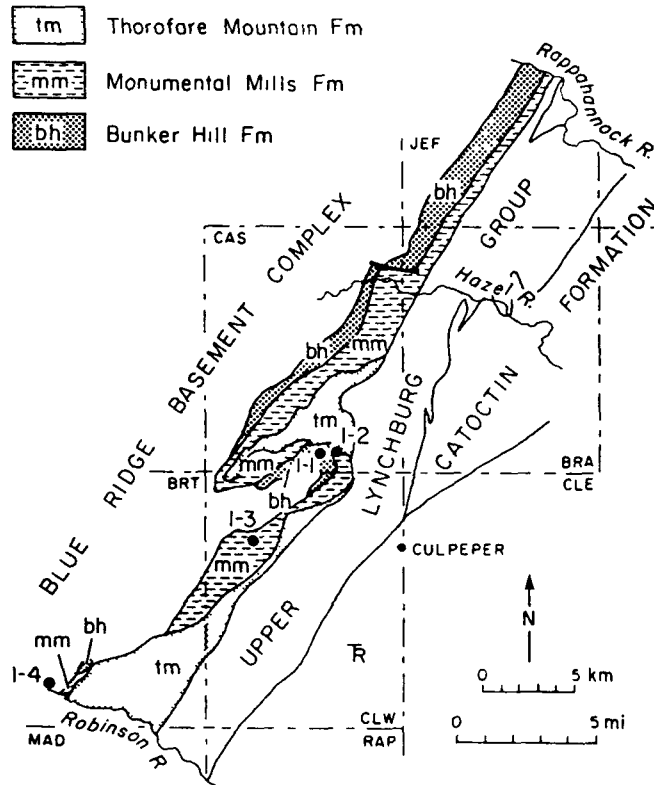 tm Thorofare Mountain Fm
mm Monumental Mills Fm
bh Bunker Hill Fm
Rappahannock R.
JEF
bh
CAS
GROUP
FORMATION
BLUE RIDGE BASEMENT COMPLEX
Hazel R.
bh
mm
tm
LYNCHBURG
CATOCTIN
1-2
mm
1-1
BRT
BRA
CLE
bh
1-3
CULPEPER
mm
UPPER
N
bh
mm
TR
1-4
tm
0 5 km
Robinson R
0 5 mi
MAD
CLW
RAP